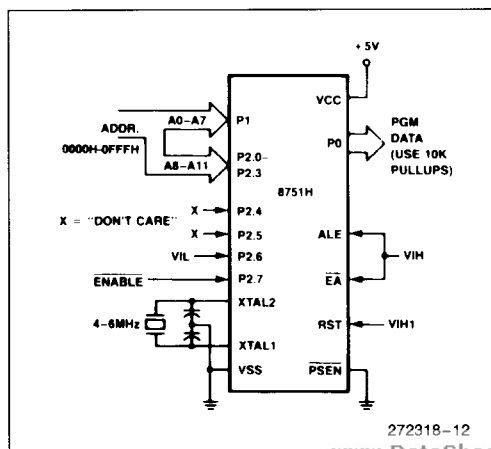 +5V
VCC
A0-A7
P1
ADDR.
0000H-0FFFH
A8-A11
P2.0-
P2.3
P0
PGM
DATA
(USE 10K
PULLUPS)
8751H
X = "DON'T CARE"
X
P2.4
X
P2.5
VIL
P2.6
ENABLE
P2.7
ALE
EA
VIH
XTAL2
4-6MHz
XTAL1
RST
VIH1
VSS
PSEN
272318-12